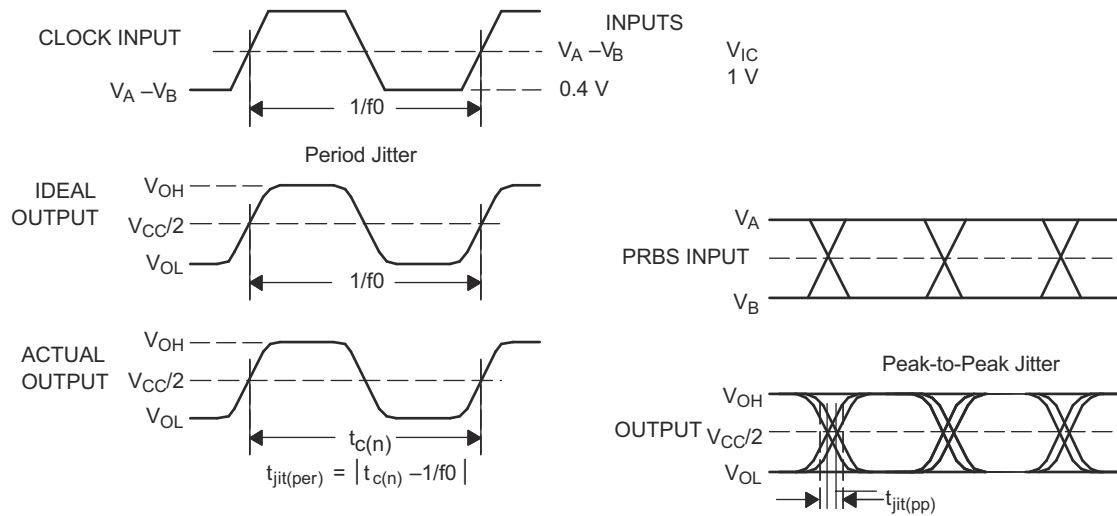 CLOCK INPUT
V_A –V_B
1/f0
INPUTS
V_A –V_B
V_IC
0.4 V
1 V
Period Jitter
IDEAL
OUTPUT
V_OH
V_CC/2
V_OL
1/f0
ACTUAL
OUTPUT
V_OH
V_CC/2
V_OL
t_c(n)
t_jit(per) = | t_c(n) –1/f0 |
V_A
PRBS INPUT
V_B
Peak-to-Peak Jitter
V_OH
OUTPUT
V_CC/2
V_OL
t_jit(pp)